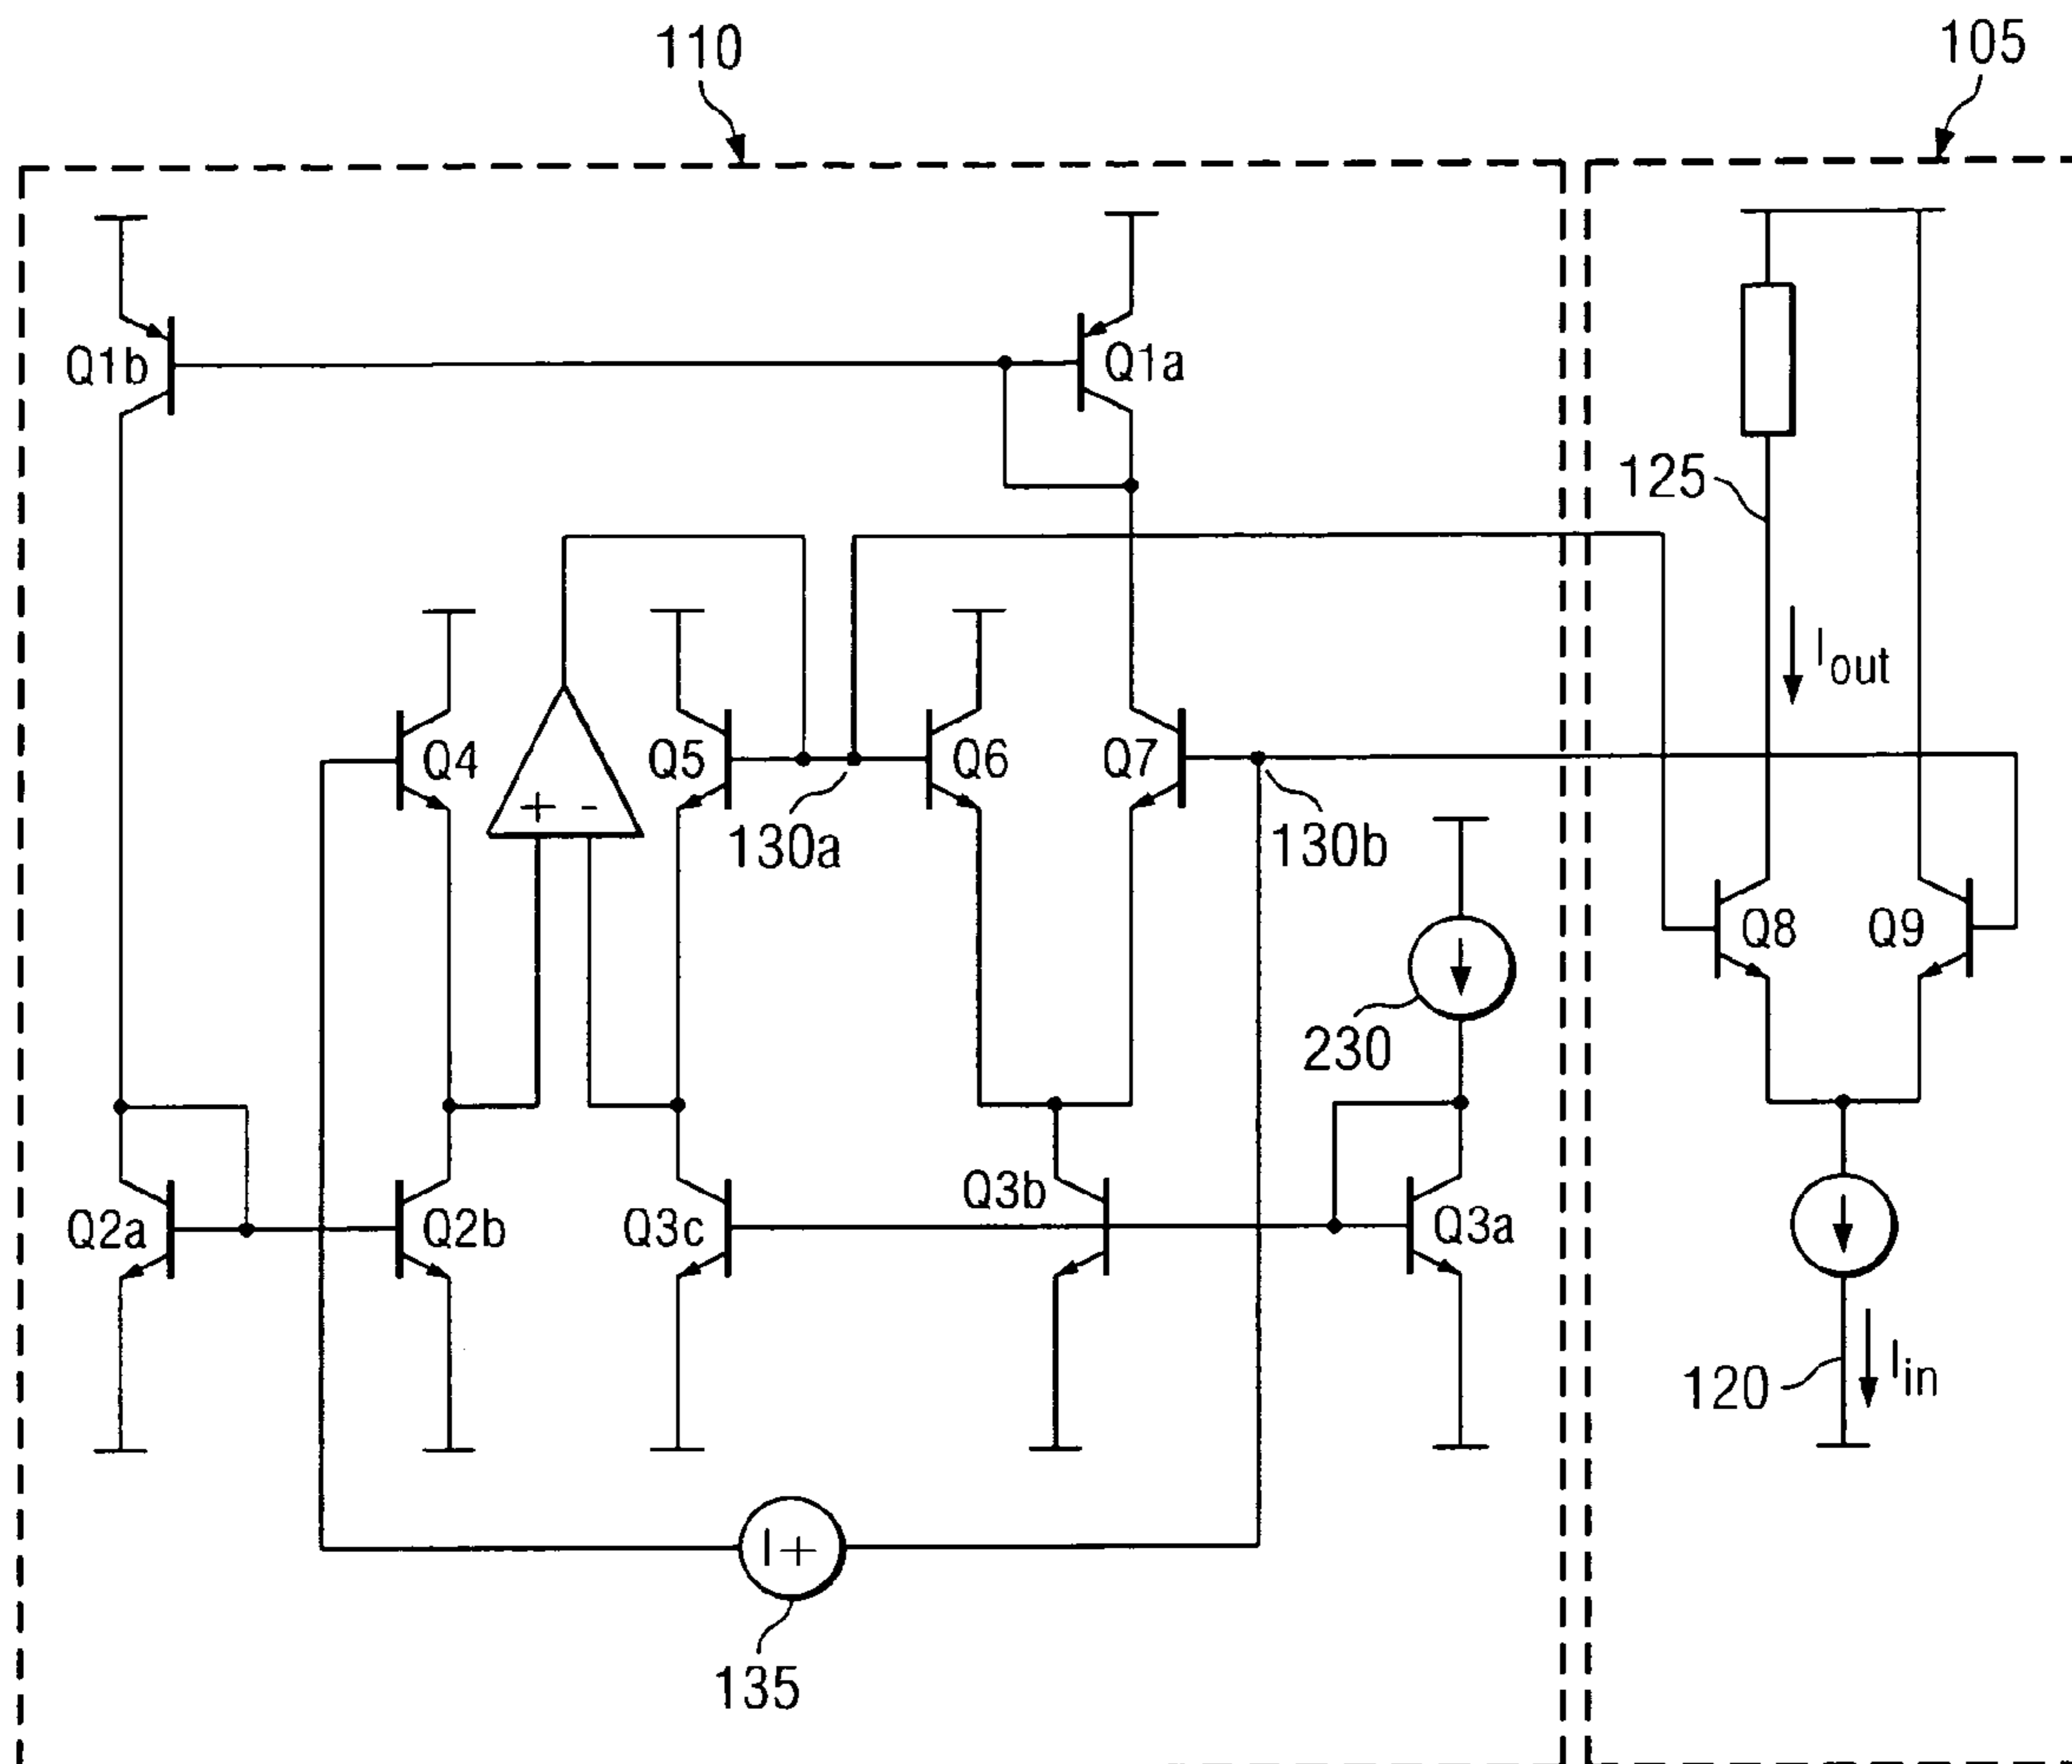 110
105
Q1b
Q1a
125
Iout
Q4
Q5
Q6
Q7
+ -
130a
130b
Q8
Q9
230
Q2a
Q2b
Q3c
Q3b
Q3a
120
Iin
I+
135